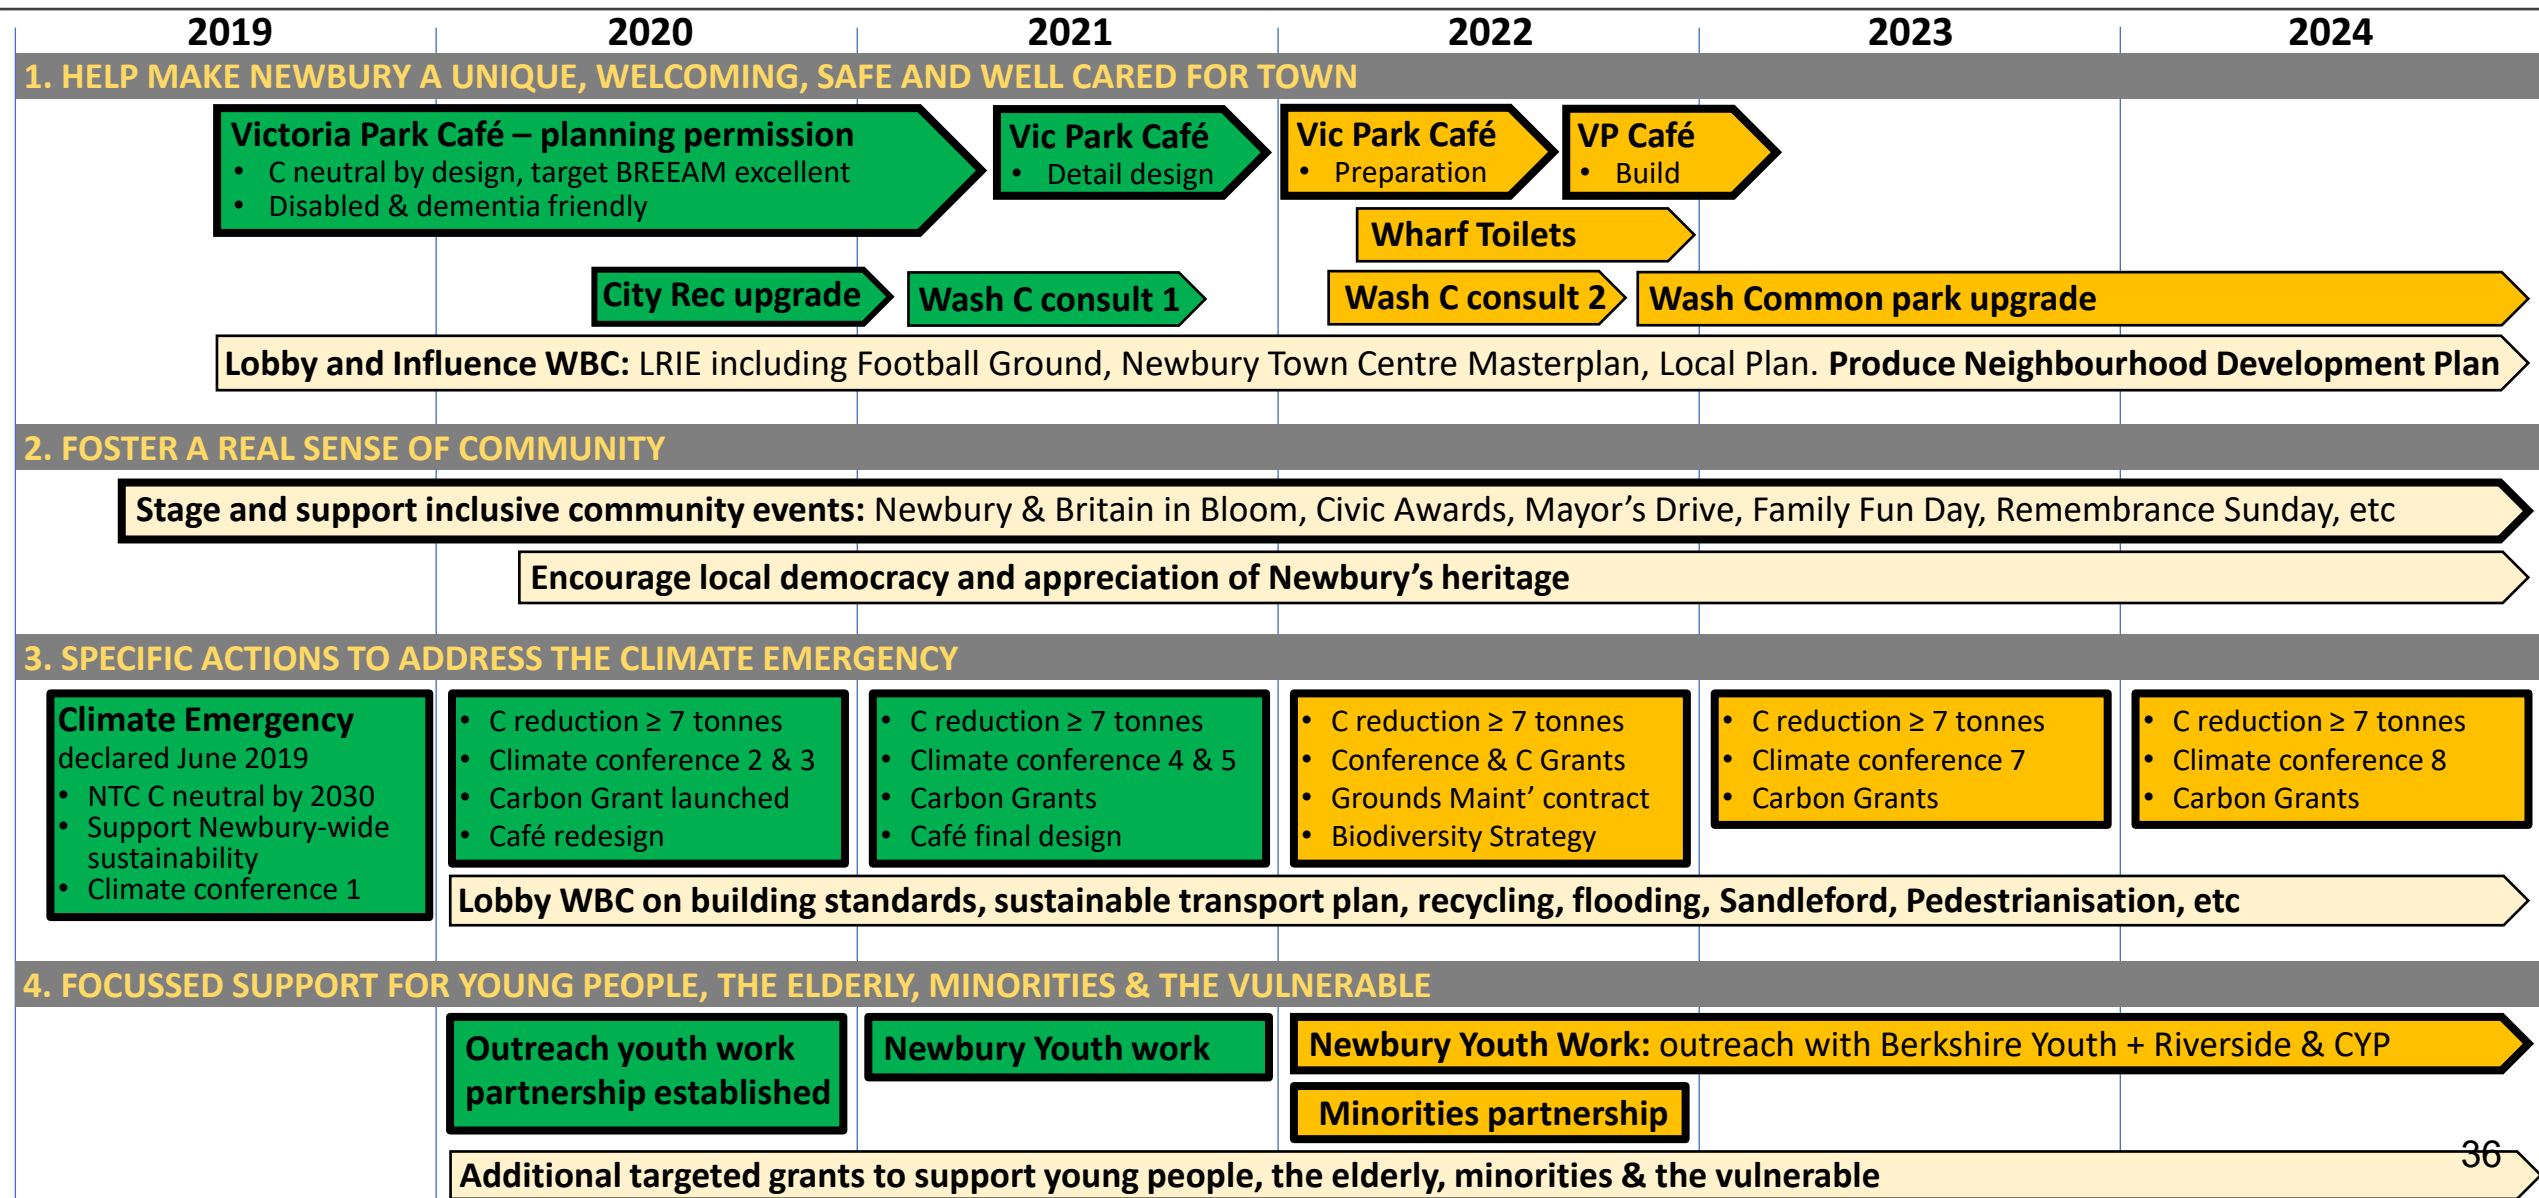 2019 2020 2021 2022 2023 2024
1. HELP MAKE NEWBURY A UNIQUE, WELCOMING, SAFE AND WELL CARED FOR TOWN
Victoria Park Café – planning permission
• C neutral by design, target BREEAM excellent
• Disabled & dementia friendly
Vic Park Café
• Detail design
Vic Park Café
• Preparation
VP Café
• Build
Wharf Toilets
City Rec upgrade
Wash C consult 1
Wash C consult 2
Wash Common park upgrade
Lobby and Influence WBC: LRIE including Football Ground, Newbury Town Centre Masterplan, Local Plan. Produce Neighbourhood Development Plan
2. FOSTER A REAL SENSE OF COMMUNITY
Stage and support inclusive community events: Newbury & Britain in Bloom, Civic Awards, Mayor’s Drive, Family Fun Day, Remembrance Sunday, etc
Encourage local democracy and appreciation of Newbury’s heritage
3. SPECIFIC ACTIONS TO ADDRESS THE CLIMATE EMERGENCY
Climate Emergency
declared June 2019
• NTC C neutral by 2030
• Support Newbury-wide
sustainability
• Climate conference 1
• C reduction ≥ 7 tonnes
• Climate conference 2 & 3
• Carbon Grant launched
• Café redesign
• C reduction ≥ 7 tonnes
• Climate conference 4 & 5
• Carbon Grants
• Café final design
• C reduction ≥ 7 tonnes
• Conference & C Grants
• Grounds Maint’ contract
• Biodiversity Strategy
• C reduction ≥ 7 tonnes
• Climate conference 7
• Carbon Grants
• C reduction ≥ 7 tonnes
• Climate conference 8
• Carbon Grants
Lobby WBC on building standards, sustainable transport plan, recycling, flooding, Sandleford, Pedestrianisation, etc
4. FOCUSSED SUPPORT FOR YOUNG PEOPLE, THE ELDERLY, MINORITIES & THE VULNERABLE
Outreach youth work
partnership established
Newbury Youth work
Newbury Youth Work: outreach with Berkshire Youth + Riverside & CYP
Minorities partnership
Additional targeted grants to support young people, the elderly, minorities & the vulnerable
36